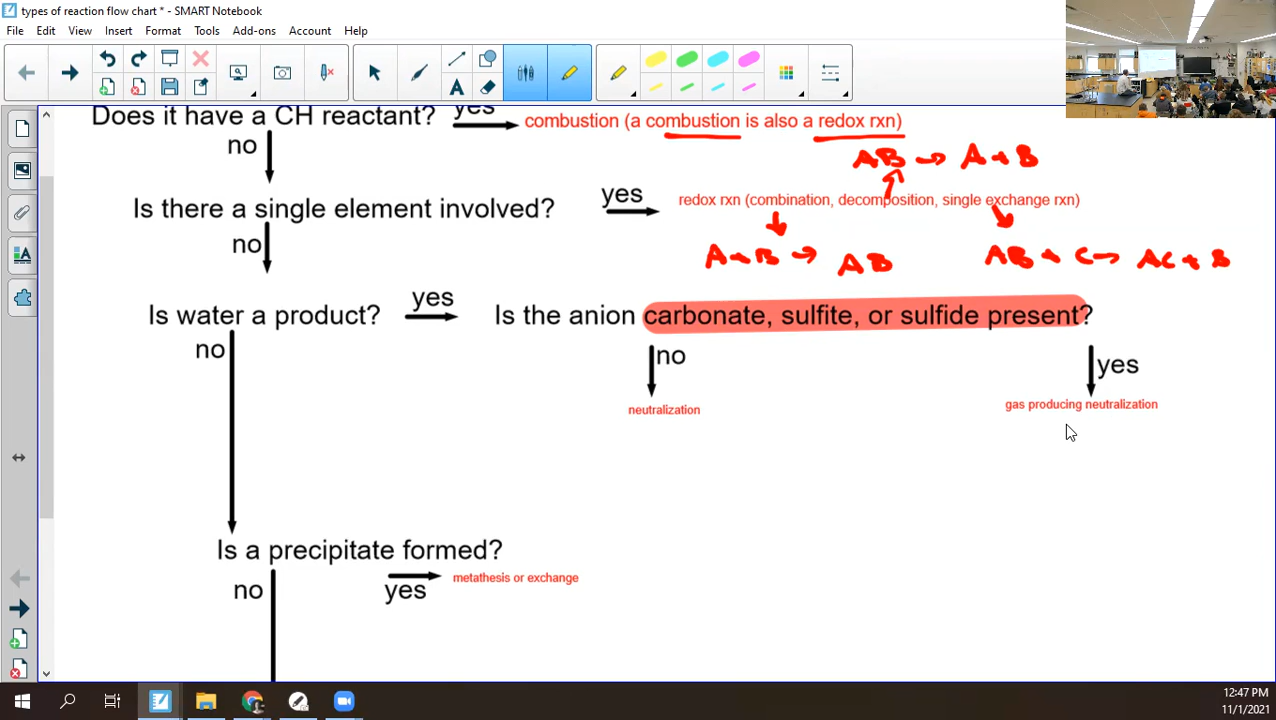 types of reaction flow chart * - SMART Notebook
File Edit View Insert Format Tools Add-ons Account Help
Does it have a CH reactant? yes combustion (a combustion is also a redox rxn)
no
AB → A + B
Is there a single element involved? yes redox rxn (combination, decomposition, single exchange rxn)
no
A + B → AB
AB + C → AC + B
Is water a product? yes Is the anion carbonate, sulfite, or sulfide present?
no
no
yes
neutralization
gas producing neutralization
Is a precipitate formed?
no
yes
metathesis or exchange
12:47 PM
11/1/2021